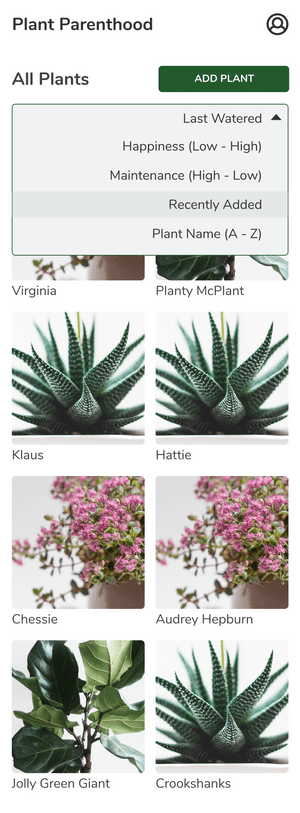 Plant Parenthood
All Plants
ADD PLANT
Last Watered
Happiness (Low - High)
Maintenance (High - Low)
Recently Added
Plant Name (A - Z)
Virginia
Planty McPlant
Klaus
Hattie
Chessie
Audrey Hepburn
Jolly Green Giant
Crookshanks